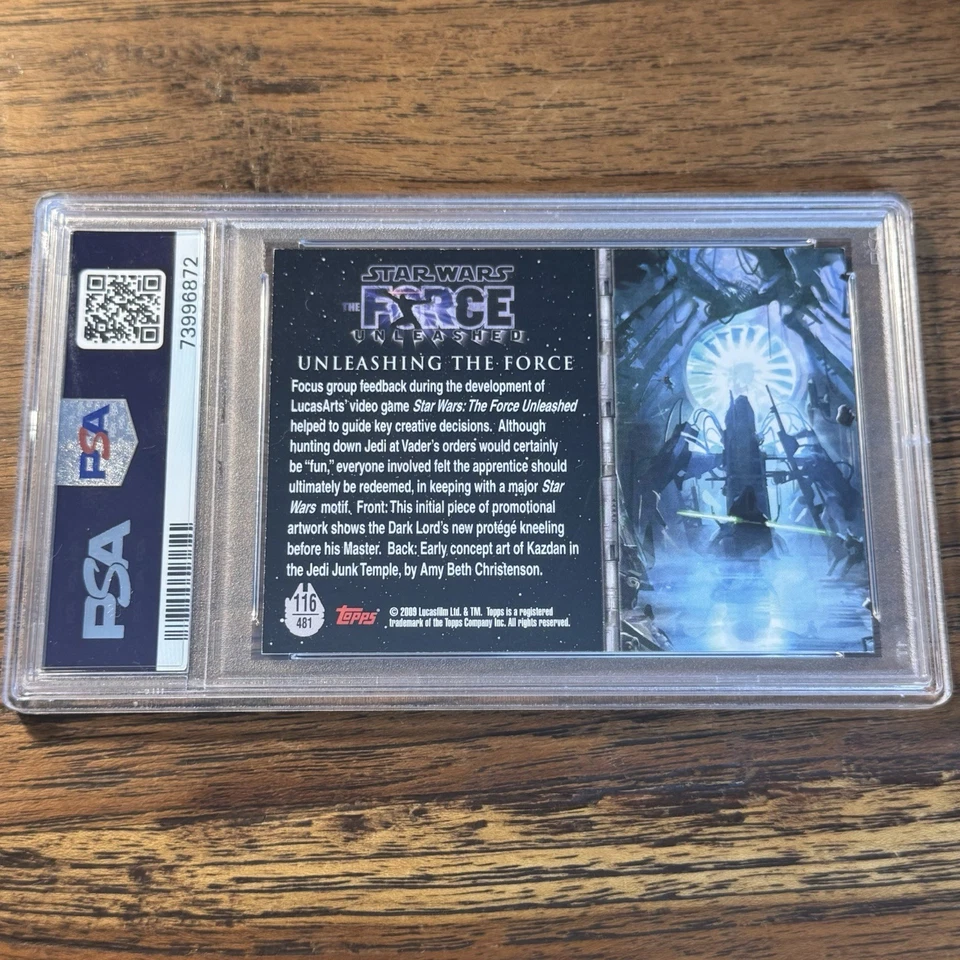 73996872
PSA
PSA
STAR WARS
THE FORCE
UNLEASHED
UNLEASHING THE FORCE
Focus group feedback during the development of
LucasArts' video game Star Wars: The Force Unleashed
helped to guide key creative decisions. Although
hunting down Jedi at Vader's orders would certainly
be “fun,” everyone involved felt the apprentice should
ultimately be redeemed, in keeping with a major Star
Wars motif. Front: This initial piece of promotional
artwork shows the Dark Lord's new protégé kneeling
before his Master. Back: Early concept art of Kazdan in
the Jedi Junk Temple, by Amy Beth Christenson.
116
481
Topps
© 2009 Lucasfilm Ltd. & TM. Topps is a registered
trademark of the Topps Company Inc. All rights reserved.